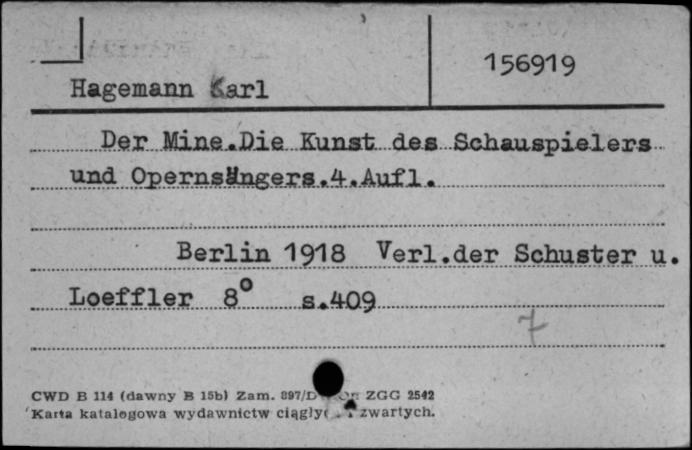 156919
Hagemann Karl
Der Mine.Die Kunst des Schauspielers
und Opernsängers.4.Aufl.
Berlin 1918 Verl.der Schuster u.
Loeffler 8° s.409
7
CWD B 114 (dawny B 15b) Zam. 897/D ZGG 2542
Karta katalogowa wydawnictw zwartych.